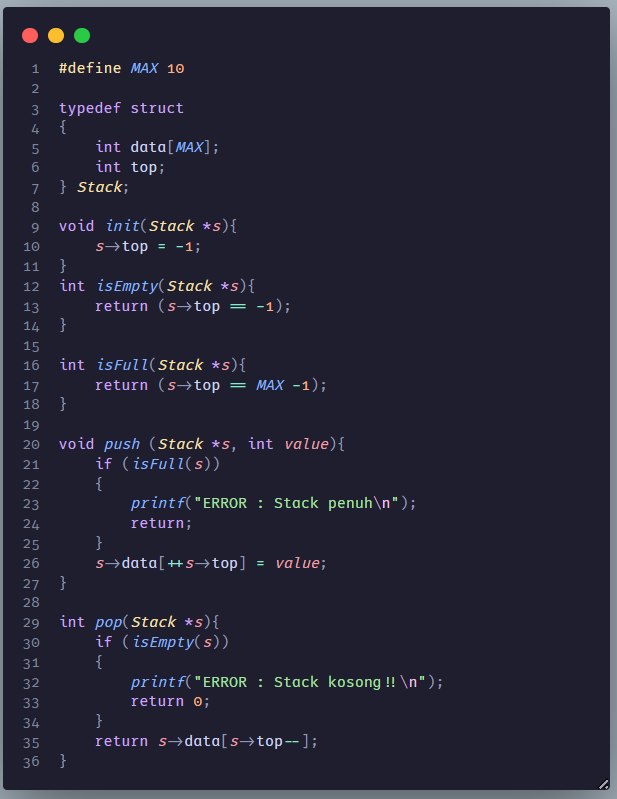 1 #define MAX 10
2
3 typedef struct
4 {
5     int data[MAX];
6     int top;
7 } Stack;
8
9 void init(Stack *s){
10     s->top = -1;
11 }
12 int isEmpty(Stack *s){
13     return (s->top == -1);
14 }
15
16 int isFull(Stack *s){
17     return (s->top == MAX -1);
18 }
19
20 void push (Stack *s, int value){
21     if (isFull(s))
22     {
23         printf("ERROR : Stack penuh\n");
24         return;
25     }
26     s->data[++s->top] = value;
27 }
28
29 int pop(Stack *s){
30     if (isEmpty(s))
31     {
32         printf("ERROR : Stack kosong!!\n");
33         return 0;
34     }
35     return s->data[s->top--];
36 }